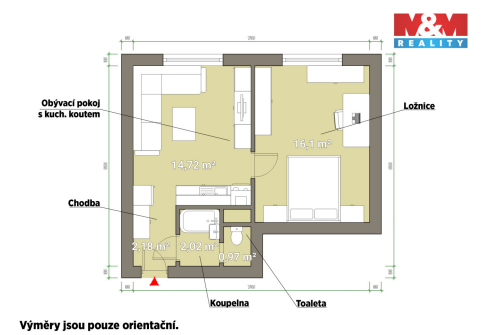 M&M
REALITY
Obývací pokoj
s kuch. koutem
Ložnice
16,1 m²
14,72 m²
Chodba
2,18 m²
2,02 m²
0,97 m²
Koupelna
Toaleta
Výměry jsou pouze orientační.